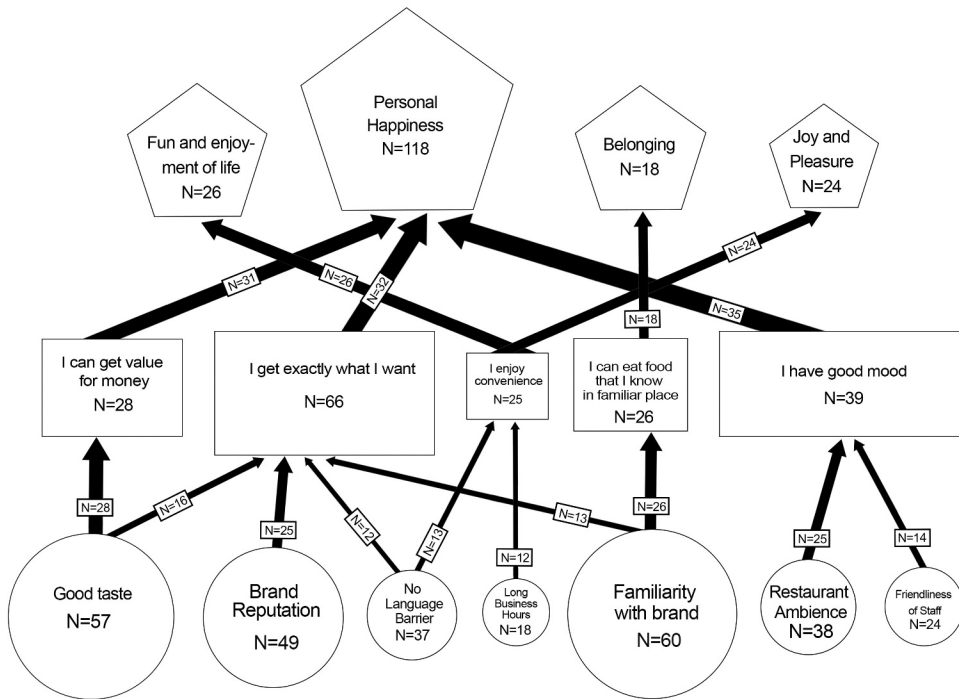 Personal
Happiness
N=118
Fun and enjoy-
ment of life
N=26
Belonging
N=18
Joy and
Pleasure
N=24
N=31
N=26
N=32
N=18
N=24
N=35
I can get value
for money
N=28
I get exactly what I want
N=66
I enjoy
convenience
N=25
I can eat food
that I know
in familiar place
N=26
I have good mood
N=39
N=28
N=16
N=25
N=12
N=13
N=12
N=13
N=26
N=25
N=14
Good taste
N=57
Brand
Reputation
N=49
No
Language
Barrier
N=37
Long
Business
Hours
N=18
Familiarity
with brand
N=60
Restaurant
Ambience
N=38
Friendliness
of Staff
N=24